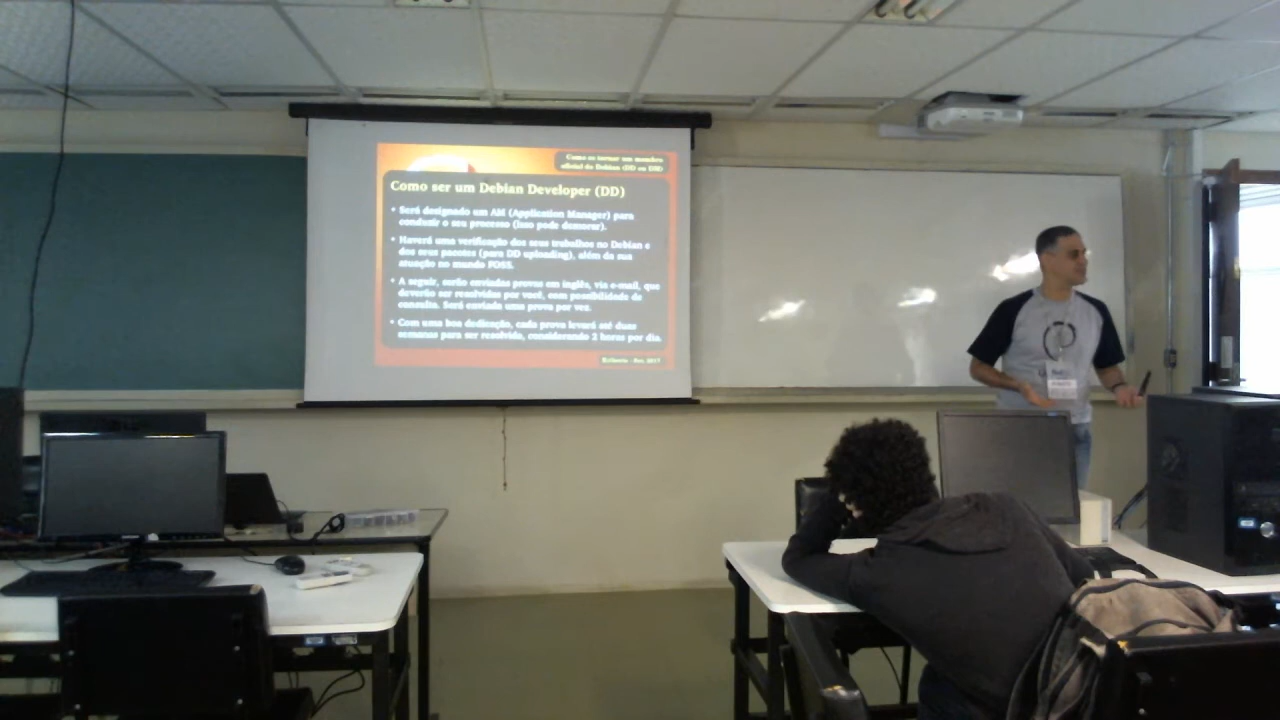 Como se tornar um membro
oficial do Debian (DD ou DM)
Como ser um Debian Developer (DD)
• Será designado um AM (Application Manager) para
conduzir o seu processo (isso pode demorar).
• Haverá uma verificação dos seus trabalhos no Debian e
dos seus pacotes (para DD uploading), além da sua
atuação no mundo FOSS.
• A seguir, serão enviadas provas em inglês, via e-mail, que
deverão ser resolvidas por você, com possibilidade de
consulta. Será enviada uma prova por vez.
• Com uma boa dedicação, cada prova levará até duas
semanas para ser resolvida, considerando 2 horas por dia.
2017